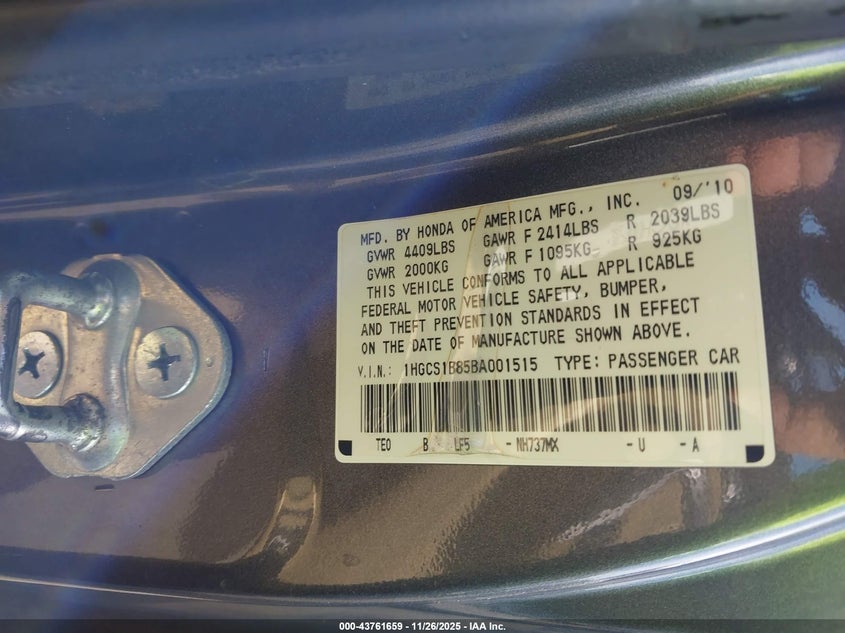 MFD. BY HONDA OF AMERICA MFG., INC. 09/'10
GVWR 4409LBS GAWR F 2414LBS R 2039LBS
GVWR 2000KG GAWR F 1095KG R 925KG
THIS VEHICLE CONFORMS TO ALL APPLICABLE
FEDERAL MOTOR VEHICLE SAFETY, BUMPER,
AND THEFT PREVENTION STANDARDS IN EFFECT
ON THE DATE OF MANUFACTURE SHOWN ABOVE.
V.I.N.: 1HGCS1B85BA001515 TYPE: PASSENGER CAR
TE0 B LF5 - NH737MX - U - A
000-43761659 - 11/26/2025 - IAA Inc.